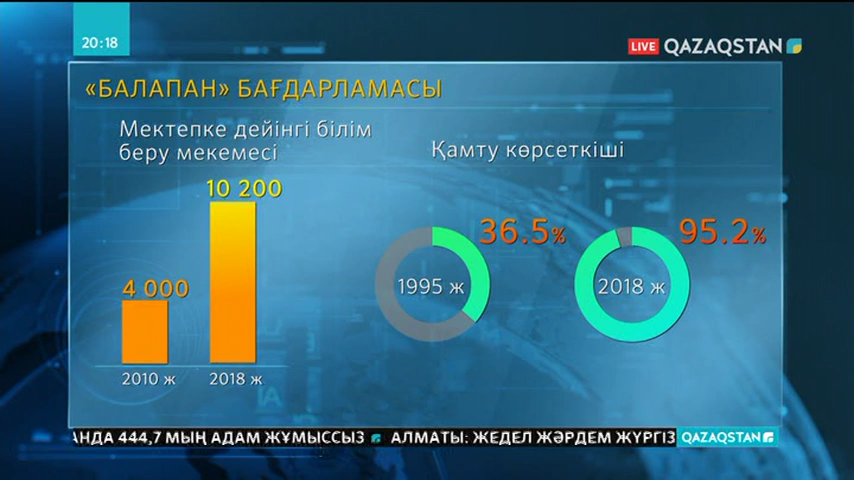 20:18
LIVE QAZAQSTAN
«БАЛАПАН» БАҒДАРЛАМАСЫ
Мектепке дейінгі білім
беру мекемесі
Қамту көрсеткіші
10 200
4 000
2010 ж
2018 ж
36.5%
1995 ж
95.2%
2018 ж
АНДА 444,7 МЫҢ АДАМ ЖҰМЫССЫЗ АЛМАТЫ: ЖЕДЕЛ ЖӘРДЕМ ЖҮРГІЗ QAZAQSTAN